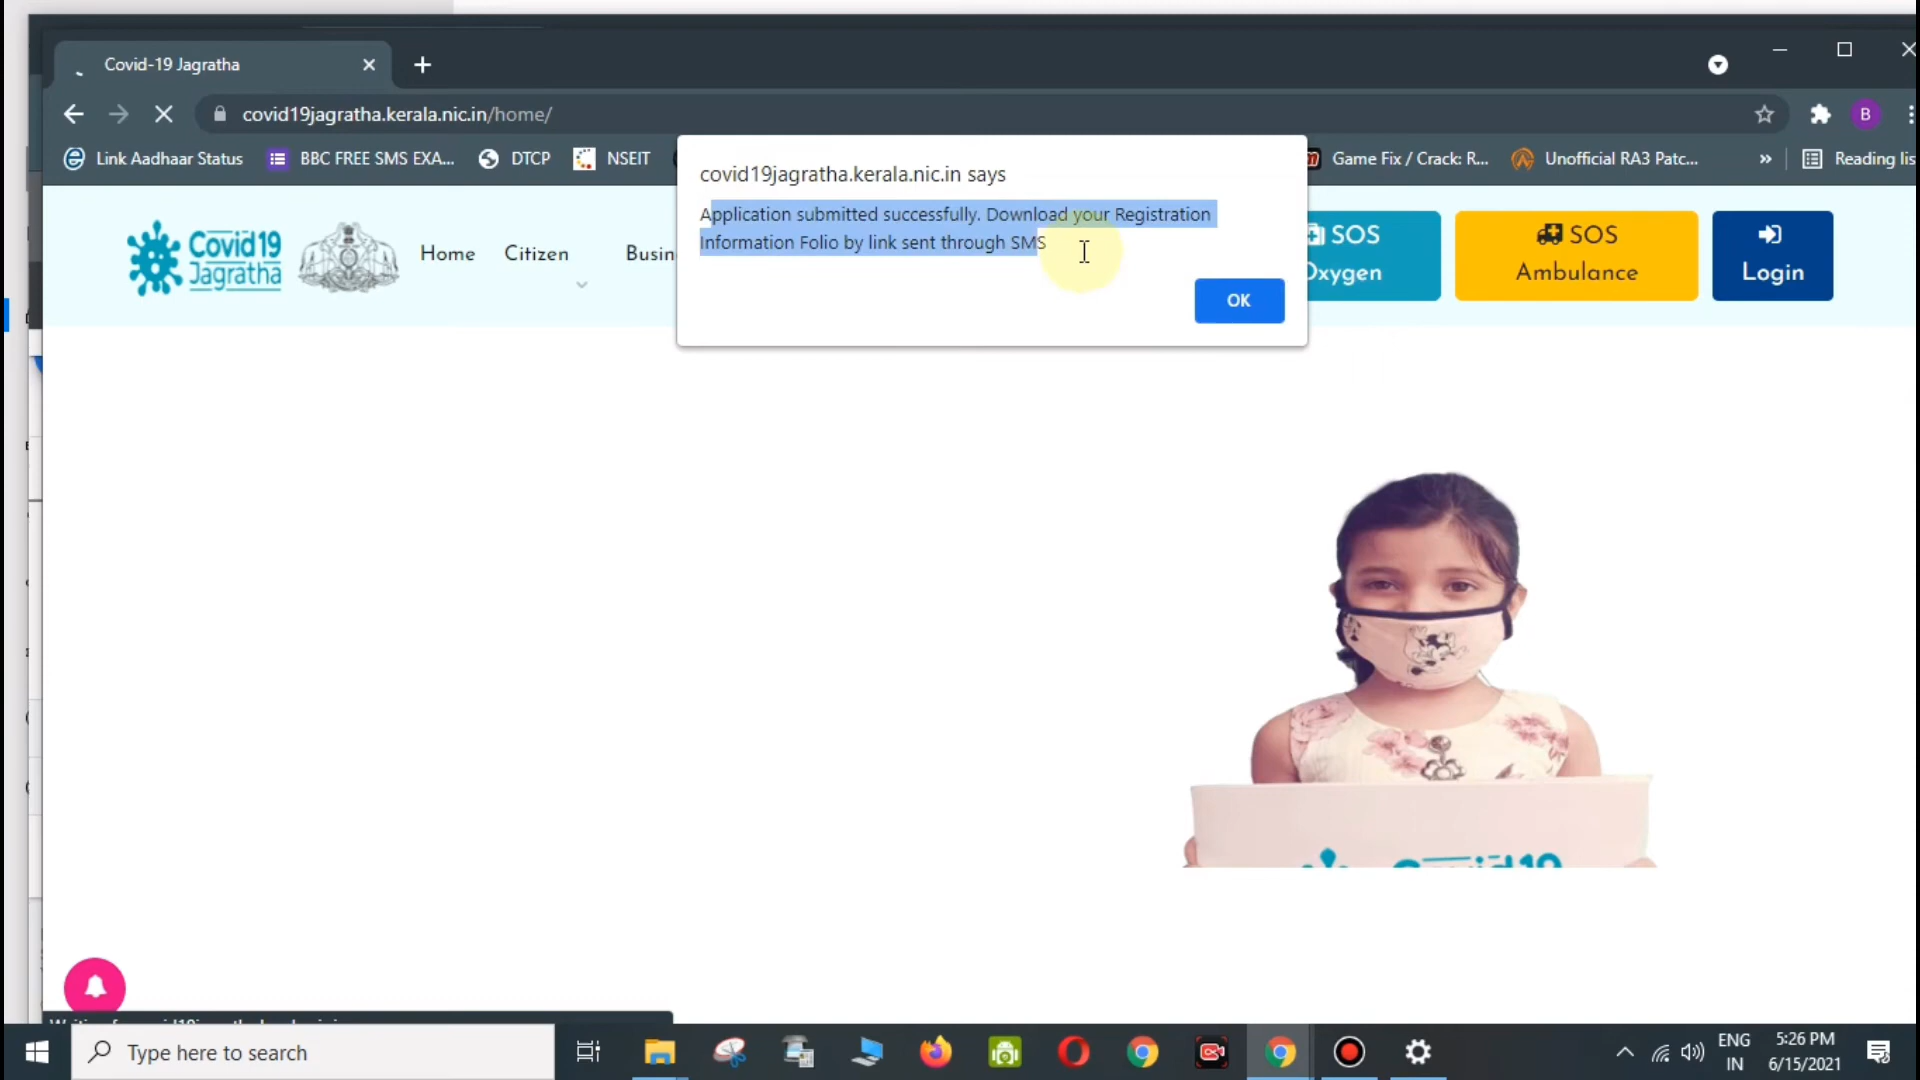 Covid-19 Jagratha
covid19jagratha.kerala.nic.in/home/
Link Aadhaar Status
BBC FREE SMS EXA...
DTCP
NSEIT
Game Fix / Crack: R...
Unofficial RA3 Patc...
»
Reading lis
B
covid19jagratha.kerala.nic.in says
Application submitted successfully. Download your Registration
Information Folio by link sent through SMS
OK
Covid19
Jagratha
Home
Citizen
Busin
SOS
Oxygen
SOS
Ambulance
Login
Covid19
Type here to search
ENG
IN
5:26 PM
6/15/2021